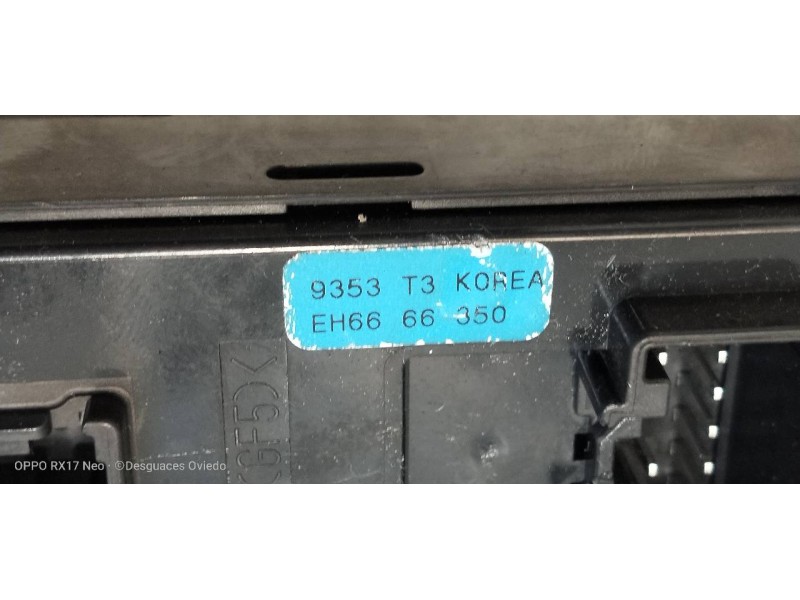 9353 T3 KOREA
EH66 66 350
OPPO RX17 Neo · ©Desguaces Oviedo